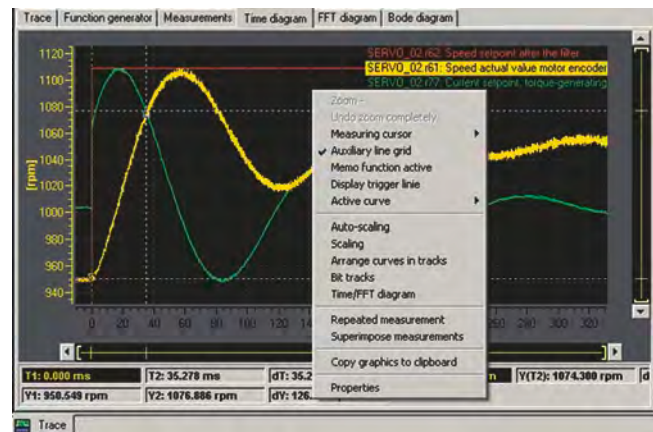 Trace Function generator Measurements Time diagram FFT diagram Bode diagram
SERVO_02.r62: Speed setpoint after the filter
SERVO_02.r61: Speed actual value motor encoder
SERVO_02.r77: Current setpoint, torque-generating
1120
1100
1080
1060
1040
1020
1000
980
960
940
[rpm]
Zoom -
Undo zoom completely
Measuring cursor
Auxiliary line grid
Memo function active
Display trigger linie
Active curve
Auto-scaling
Scaling
Arrange curves in tracks
Bit tracks
Time/FFT diagram
Repeated measurement
Superimpose measurements
Copy graphics to clipboard
Properties
0 20 40 60 80 100 120 14 260 280 300 320
T1: 0.000 ms T2: 35.278 ms dT: 35.2 n Y(T2): 1074.300 rpm d
Y1: 950.549 rpm Y2: 1076.886 rpm dY: 126.
Trace